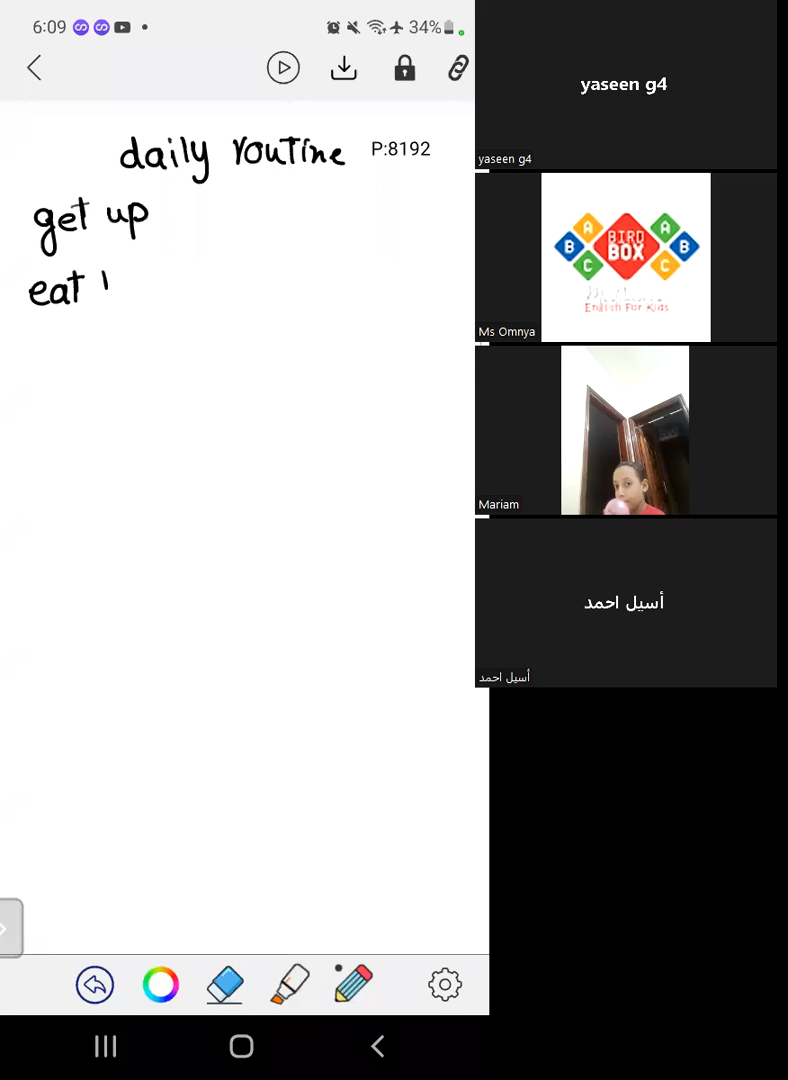 6:09
34%
daily routine P:8192
get up
eat
yaseen g4
yaseen g4
A A
B BIRD BOX B
C C
English For Kids
Ms Omnya
Mariam
أسيل احمد
أسيل احمد